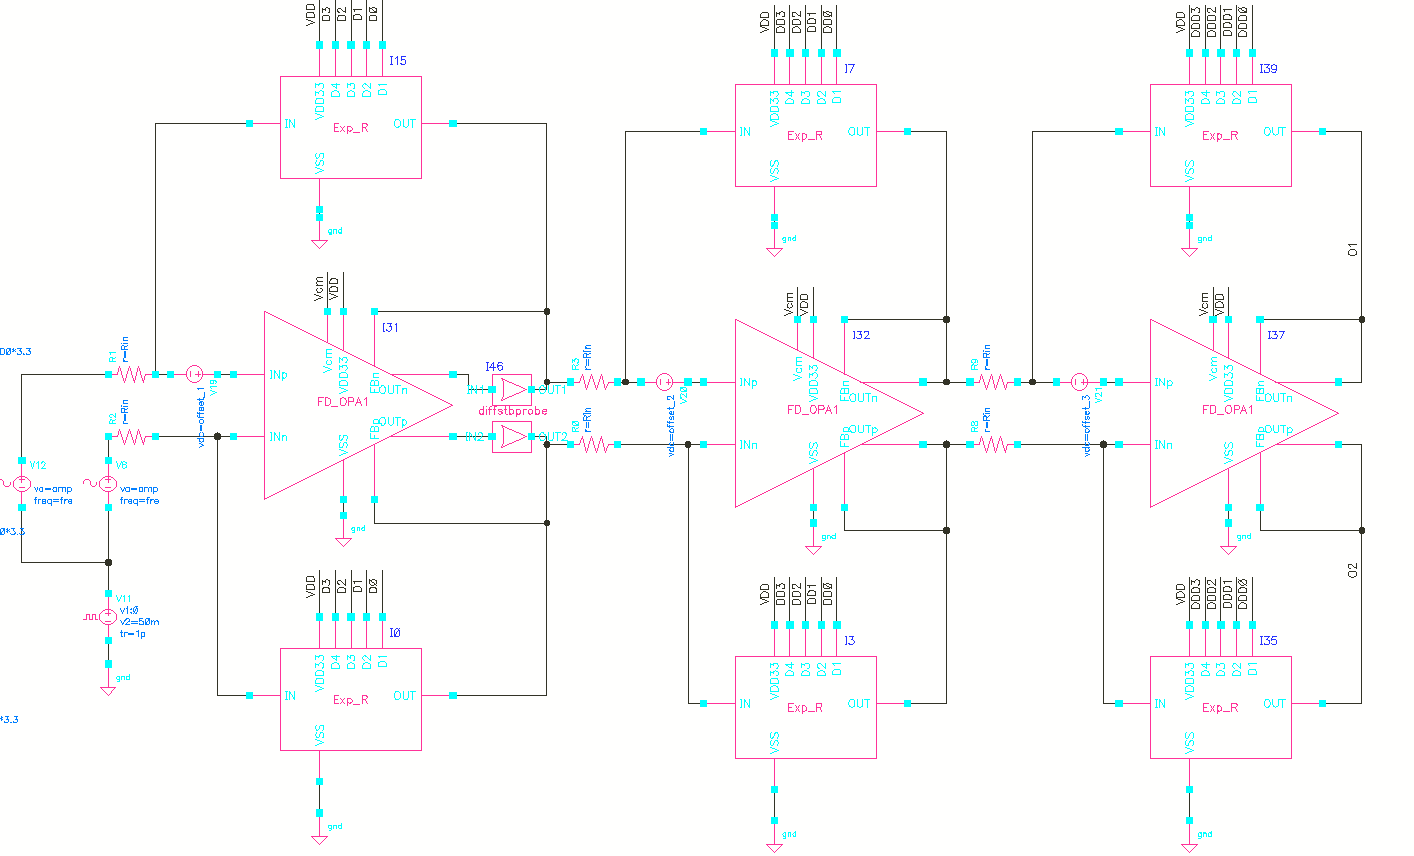 VDD
D3
D2
D1
D0
I15
VDD33
D4
D3
D2
D1
IN
Exp_R
OUT
VSS
gnd
VDD
DD3
DD2
DD1
DD0
I7
VDD33
D4
D3
D2
D1
IN
Exp_R
OUT
VSS
gnd
VDD
DDD3
DDD2
DDD1
DDD0
I39
VDD33
D4
D3
D2
D1
IN
Exp_R
OUT
VSS
gnd
O1
D0*3.3
R1
r=Rin
R2
r=Rin
V19
vdc=offset_1
Vcm
VDD
I31
INp
Vcm
VDD33
FBn
OUTn
FD_OPA1
OUTp
FBp
INn
VSS
gnd
I46
IN1
OUT1
diffstbprobe
IN2
OUT2
R3
r=Rin
R0
r=Rin
V20
vdc=offset_2
Vcm
VDD
I32
INp
Vcm
VDD33
FBn
OUTn
FD_OPA1
OUTp
FBp
INn
VSS
gnd
R9
r=Rin
R8
r=Rin
V21
vdc=offset_3
Vcm
VDD
I37
INp
Vcm
VDD33
FBn
OUTn
FD_OPA1
OUTp
FBp
INn
VSS
gnd
V12
va=amp
freq=fre
V6
va=amp
freq=fre
0*3.3
V11
v1:0
v2=50m
tr=1p
gnd
*3.3
VDD
D3
D2
D1
D0
I0
VDD33
D4
D3
D2
D1
IN
Exp_R
OUT
VSS
gnd
VDD
DD3
DD2
DD1
DD0
I3
VDD33
D4
D3
D2
D1
IN
Exp_R
OUT
VSS
gnd
O2
VDD
DDD3
DDD2
DDD1
DDD0
I35
VDD33
D4
D3
D2
D1
IN
Exp_R
OUT
VSS
gnd